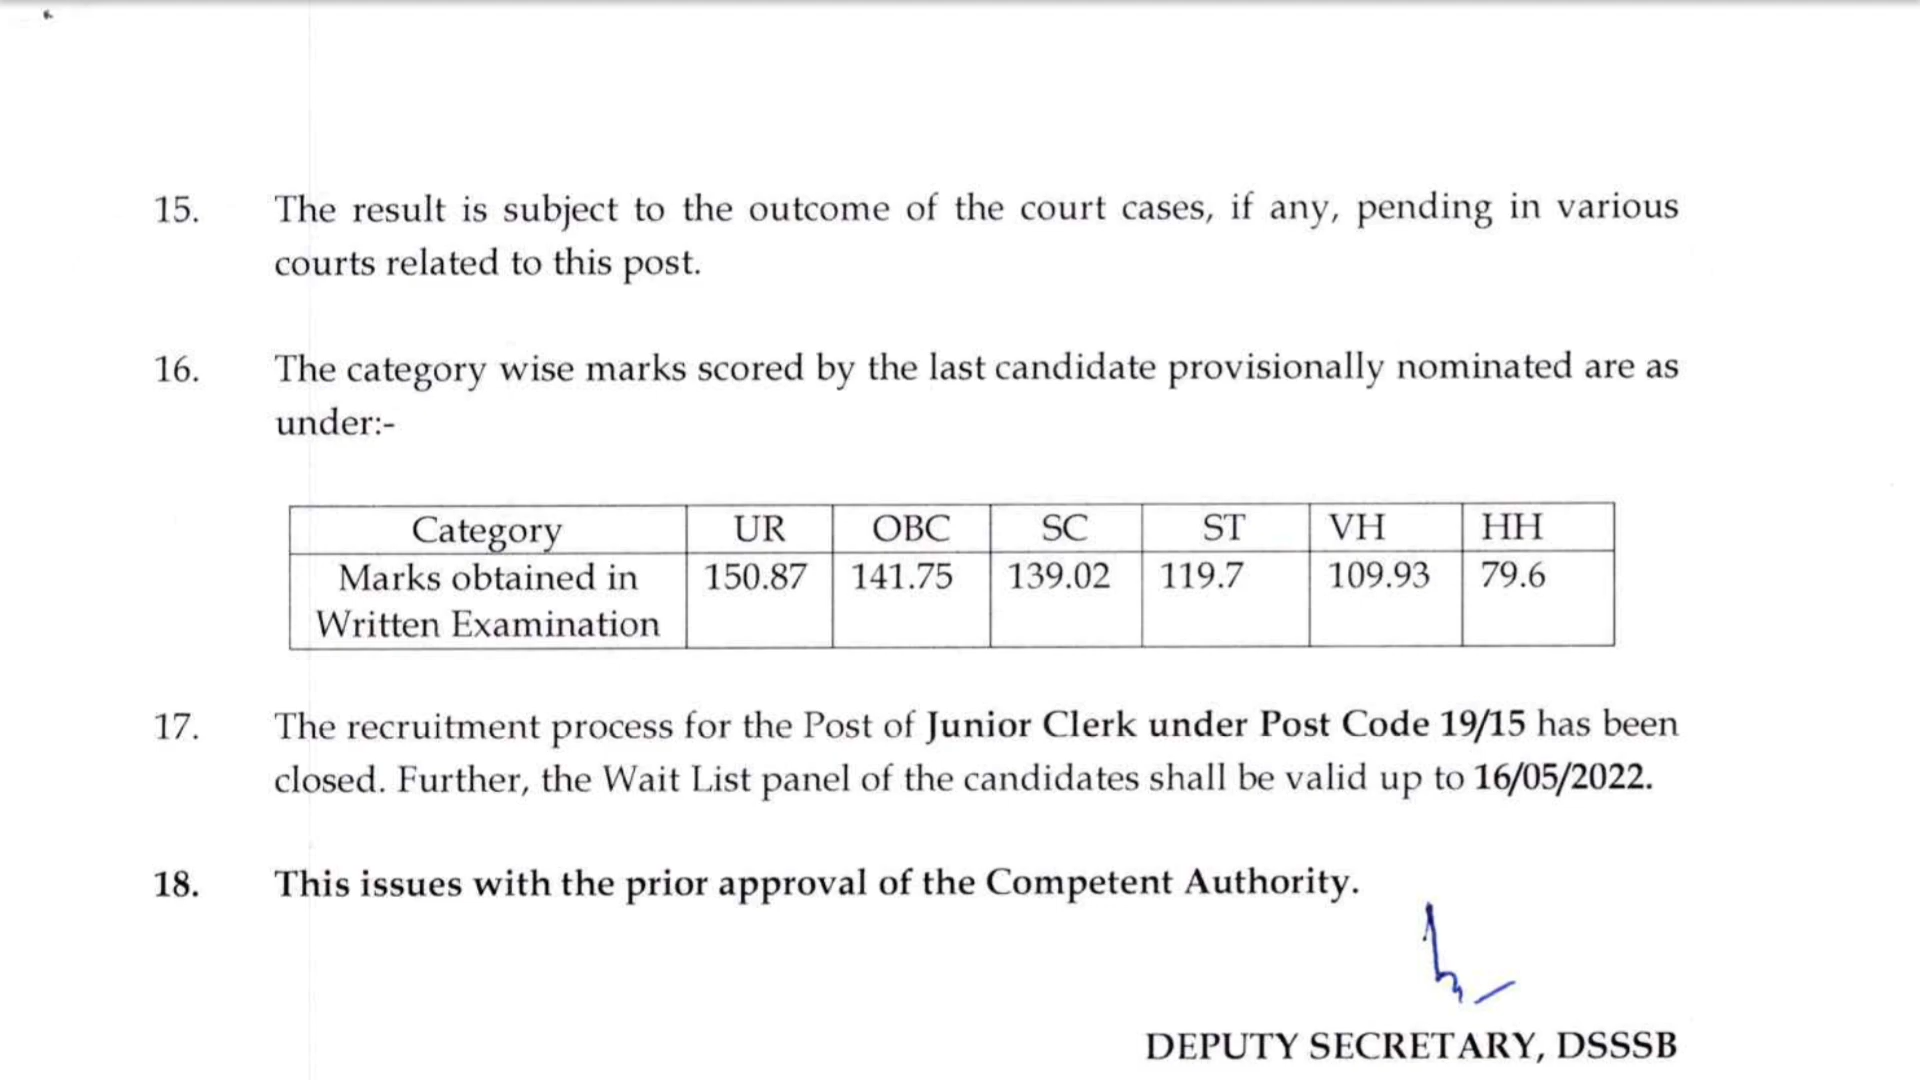 15. The result is subject to the outcome of the court cases, if any, pending in various
courts related to this post.
16. The category wise marks scored by the last candidate provisionally nominated are as
under:-
Category UR OBC SC ST VH HH
Marks obtained in 150.87 141.75 139.02 119.7 109.93 79.6
Written Examination
17. The recruitment process for the Post of Junior Clerk under Post Code 19/15 has been
closed. Further, the Wait List panel of the candidates shall be valid up to 16/05/2022.
18. This issues with the prior approval of the Competent Authority.
DEPUTY SECRETARY, DSSSB